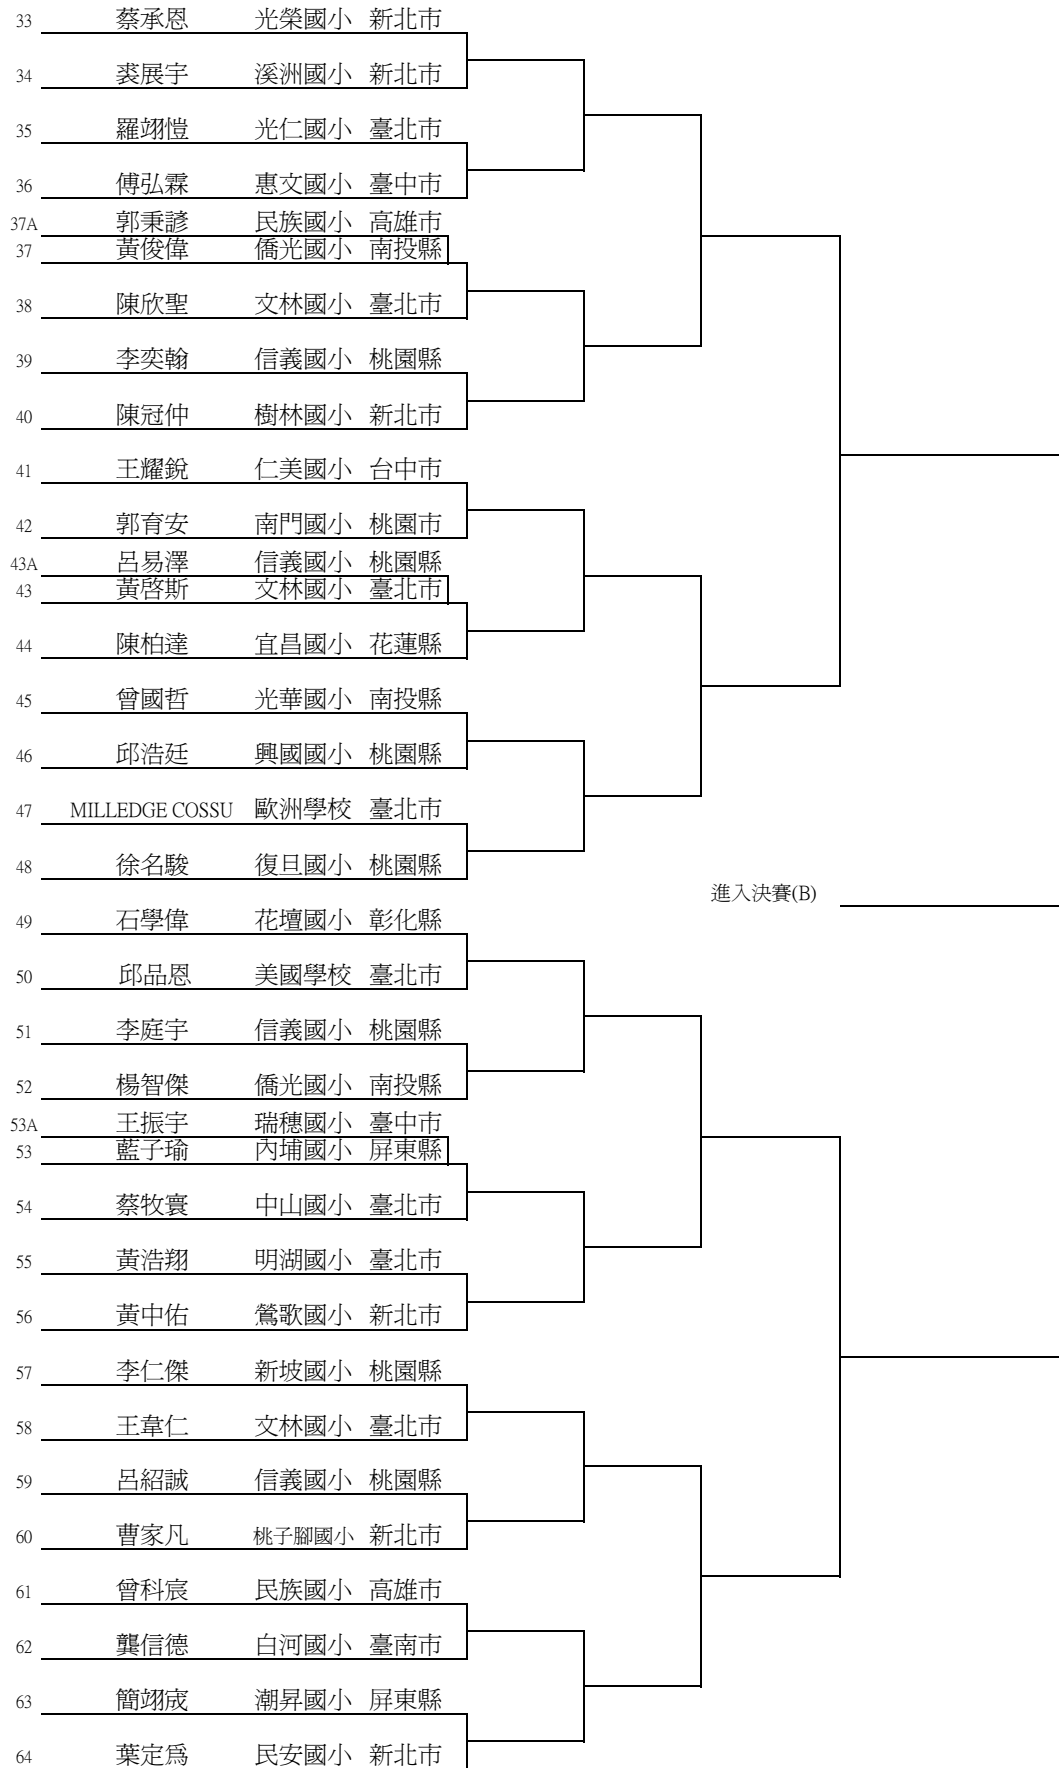 33 蔡承恩 光榮國小 新北市
34 裘展宇 溪洲國小 新北市
35 羅翊愷 光仁國小 臺北市
36 傅弘霖 惠文國小 臺中市
37A 郭秉諺 民族國小 高雄市
37 黃俊偉 僑光國小 南投縣
38 陳欣聖 文林國小 臺北市
39 李奕翰 信義國小 桃園縣
40 陳冠仲 樹林國小 新北市
41 王耀銳 仁美國小 台中市
42 郭育安 南門國小 桃園市
43A 呂易澤 信義國小 桃園縣
43 黃啓斯 文林國小 臺北市
44 陳柏達 宜昌國小 花蓮縣
45 曾國哲 光華國小 南投縣
46 邱浩廷 興國國小 桃園縣
47 MILLEDGE COSSU 歐洲學校 臺北市
48 徐名駿 復旦國小 桃園縣
進入決賽(B)
49 石學偉 花壇國小 彰化縣
50 邱品恩 美國學校 臺北市
51 李庭宇 信義國小 桃園縣
52 楊智傑 僑光國小 南投縣
53A 王振宇 瑞穗國小 臺中市
53 藍子瑜 內埔國小 屏東縣
54 蔡牧寰 中山國小 臺北市
55 黃浩翔 明湖國小 臺北市
56 黃中佑 鶯歌國小 新北市
57 李仁傑 新坡國小 桃園縣
58 王韋仁 文林國小 臺北市
59 呂紹誠 信義國小 桃園縣
60 曹家凡 桃子腳國小 新北市
61 曾科宸 民族國小 高雄市
62 龔信德 白河國小 臺南市
63 簡翊宬 潮昇國小 屏東縣
64 葉定爲 民安國小 新北市